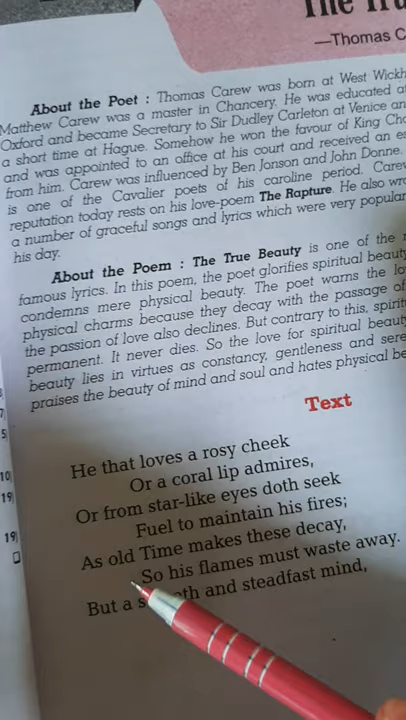 The Tru
—Thomas C
About the Poet : Thomas Carew was born at West Wickh
Matthew Carew was a master in Chancery. He was educated at
Oxford and became Secretary to Sir Dudley Carleton at Venice an
a short time at Hague. Somehow he won the favour of King Cha
and was appointed to an office at his court and received an es
from him. Carew was influenced by Ben Jonson and John Donne.
is one of the Cavalier poets of his caroline period. Carew
reputation today rests on his love-poem The Rapture. He also wro
a number of graceful songs and lyrics which were very popular
his day.
About the Poem : The True Beauty is one of the
famous lyrics. In this poem, the poet glorifies spiritual beauty
condemns mere physical beauty. The poet warns the lo
physical charms because they decay with the passage of
the passion of love also declines. But contrary to this, spirit
permanent. It never dies. So the love for spiritual beaut
beauty lies in virtues as constancy, gentleness and sere
praises the beauty of mind and soul and hates physical be
Text
He that loves a rosy cheek
Or a coral lip admires,
Or from star-like eyes doth seek
Fuel to maintain his fires;
As old Time makes these decay,
So his flames must waste away.
But a and steadfast mind,
5
10
19
19